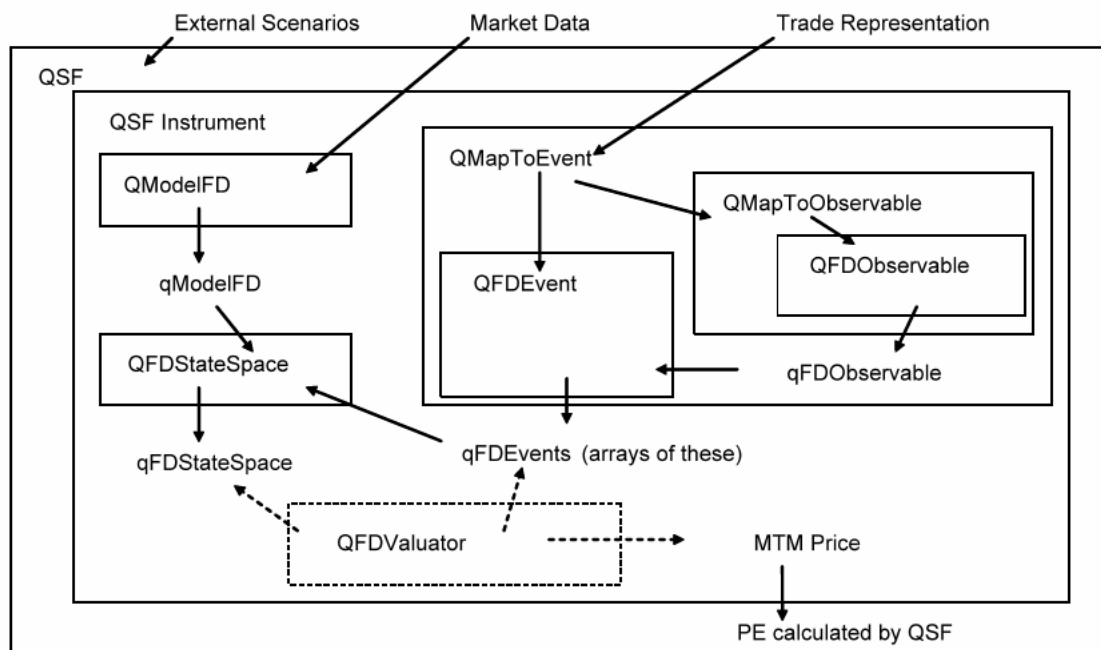 External Scenarios
Market Data
Trade Representation
QSF
QSF Instrument
QMapToEvent
QModelFD
QMapToObservable
QFDObservable
qModelFD
QFDEvent
QFDStateSpace
qFDObservable
qFDStateSpace
qFDEvents (arrays of these)
QFDValuator
MTM Price
PE calculated by QSF